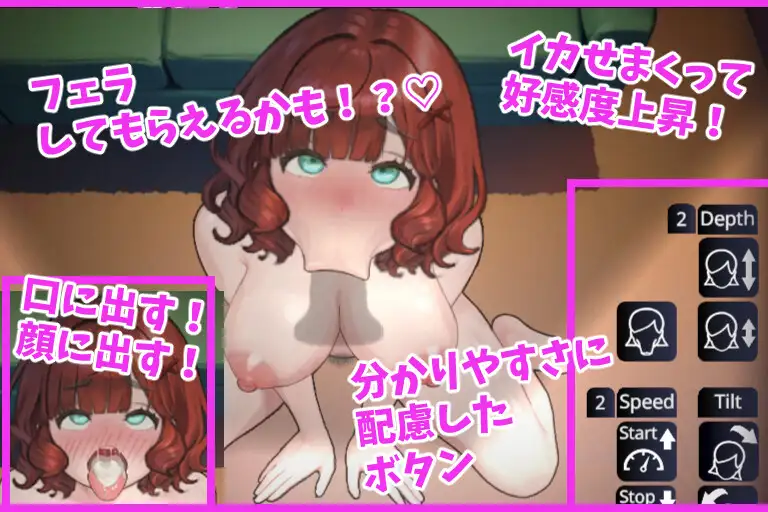 フェラ
してもらえるかも！？♡
イカせまくって
好感度上昇！
口に出す！
顔に出す！
分かりやすさに
配慮した
ボタン
2 Depth
2 Speed
Tilt
Start
Stop